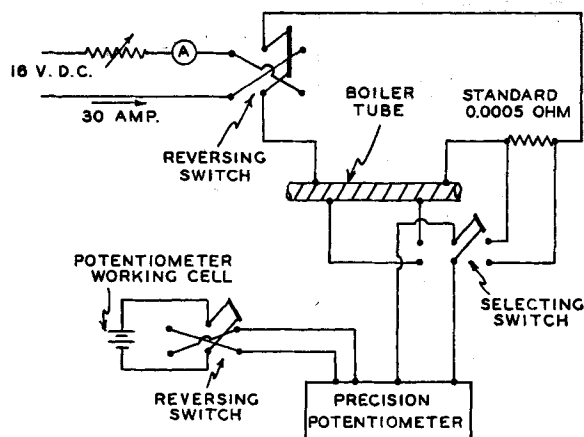 A
16 V. D.C.
30 AMP.
REVERSING
SWITCH
BOILER
TUBE
STANDARD
0.0005 OHM
POTENTIOMETER
WORKING CELL
SELECTING
SWITCH
REVERSING
SWITCH
PRECISION
POTENTIOMETER